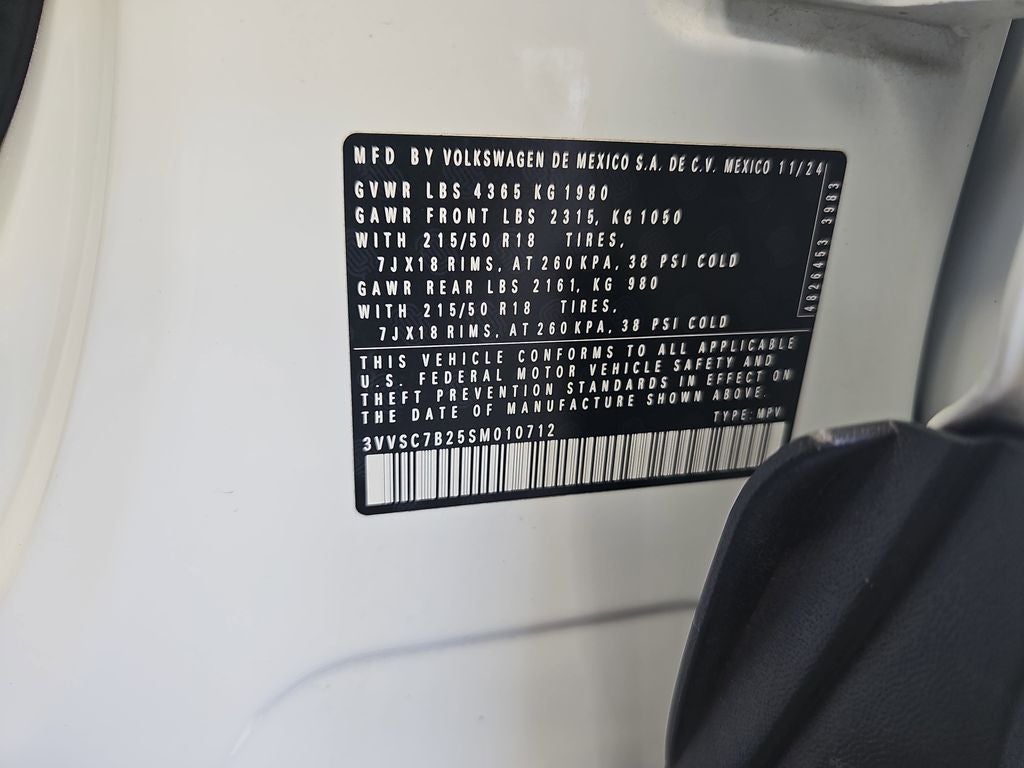 MFD BY VOLKSWAGEN DE MEXICO S.A. DE C.V. MEXICO 11/24
GVWR LBS 4365 KG 1980
GAWR FRONT LBS 2315, KG 1050
WITH 215/50 R18 TIRES,
7JX18 RIMS, AT 260 KPA, 38 PSI COLD
GAWR REAR LBS 2161, KG 980
WITH 215/50 R18 TIRES,
7JX18 RIMS, AT 260 KPA, 38 PSI COLD
4826453 3983
THIS VEHICLE CONFORMS TO ALL APPLICABLE
U.S. FEDERAL MOTOR VEHICLE SAFETY AND
THEFT PREVENTION STANDARDS IN EFFECT ON
THE DATE OF MANUFACTURE SHOWN ABOVE.
TYPE: MPV
3VVSC7B25SM010712